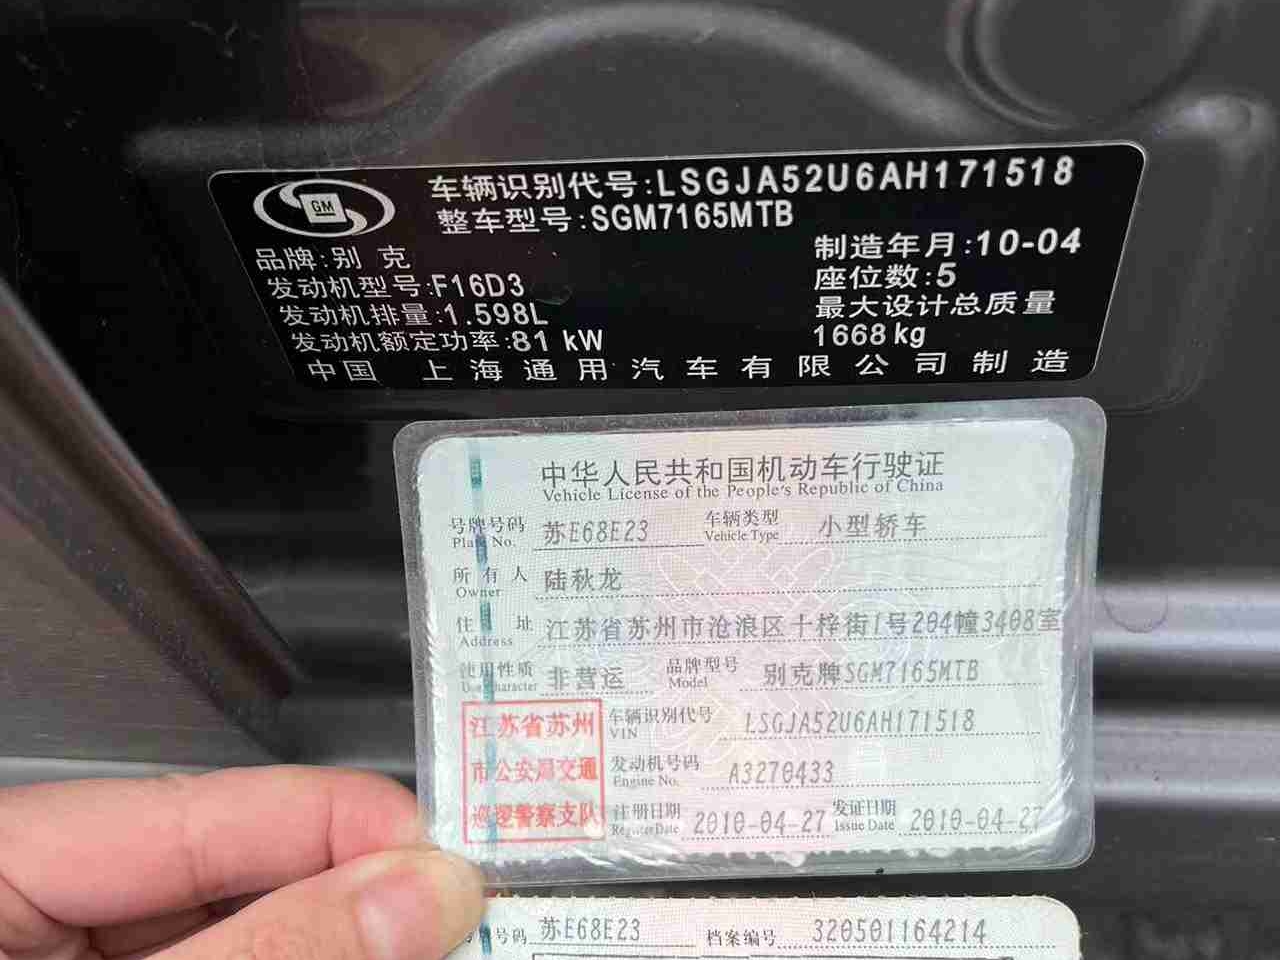 车辆识别代号:LSGJA52U6AH171518
GM
整车型号:SGM7165MTB
品牌:别 克
制造年月:10-04
发动机型号:F16D3
座位数:5
发动机排量:1.598L
最大设计总质量
发动机额定功率:81 kW
1668kg
中国 上海通用汽车有限公司制造
中华人民共和国机动车行驶证
Vehicle License of the People's Republic of China
号牌号码 苏E68E23 车辆类型 小型轿车
Plate No. Vehicle Type
所有人 陆秋龙
Owner
住址 江苏省苏州市沧浪区十梓街1号204幢3408室
Address
使用性质 非营运 品牌型号 别克牌SGM7165MTB
Use Character Model
江苏省苏州
市公安局交通
巡逻警察支队
车辆识别代号 LSGJA52U6AH171518
VIN
发动机号码 A3270433
Engine No.
注册日期 2010-04-27 发证日期 2010-04-27
Register Date Issue Date
号牌号码 苏E68E23 档案编号 320501164214